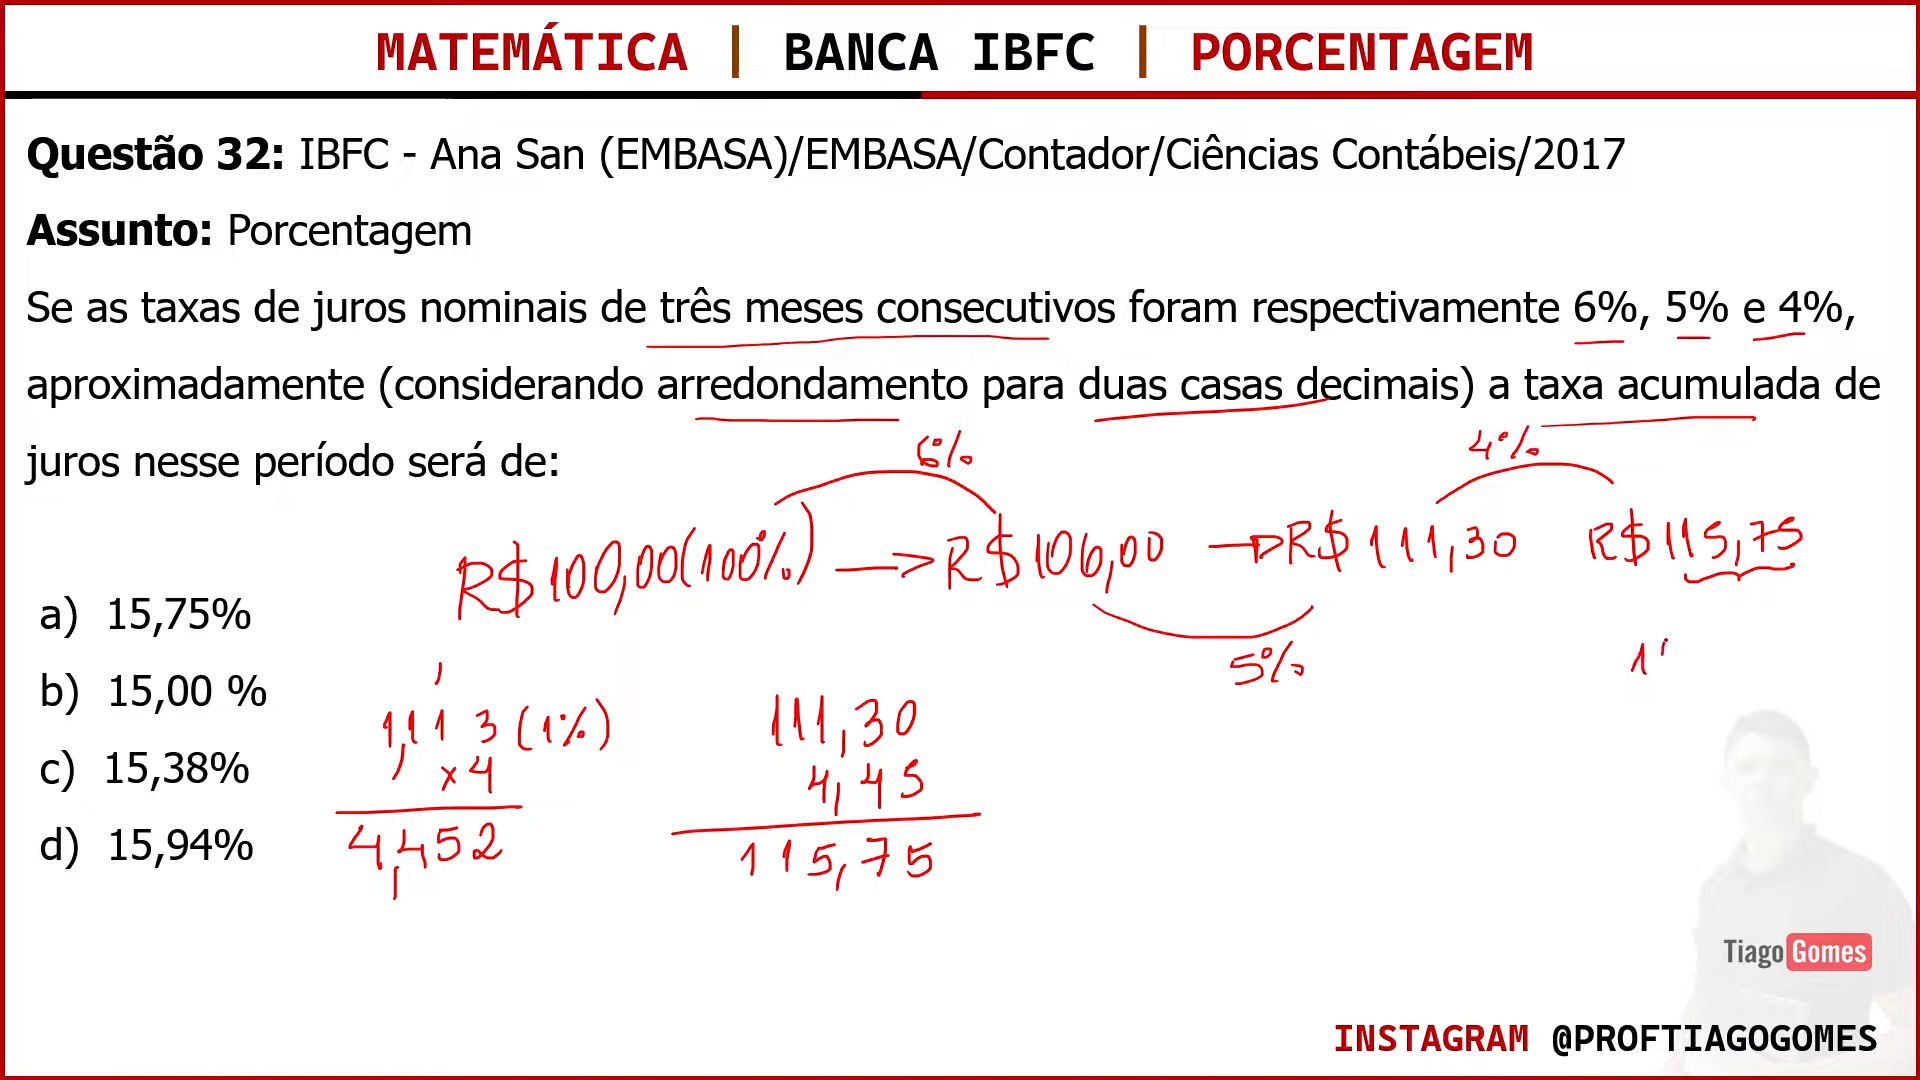 MATEMÁTICA | BANCA IBFC | PORCENTAGEM
Questão 32: IBFC - Ana San (EMBASA)/EMBASA/Contador/Ciências Contábeis/2017
Assunto: Porcentagem
Se as taxas de juros nominais de três meses consecutivos foram respectivamente 6%, 5% e 4%,
aproximadamente (considerando arredondamento para duas casas decimais) a taxa acumulada de
juros nesse período será de:
6% 4%
R$ 100,00 (100%) → R$ 106,00 → R$ 111,30 R$ 115,75
5%
a) 15,75%
b) 15,00 %
c) 15,38%
d) 15,94%
1,113 (1%)
x4
4,452
111,30
4,45
115,75
1
Tiago Gomes
INSTAGRAM @PROFTIAGOGOMES